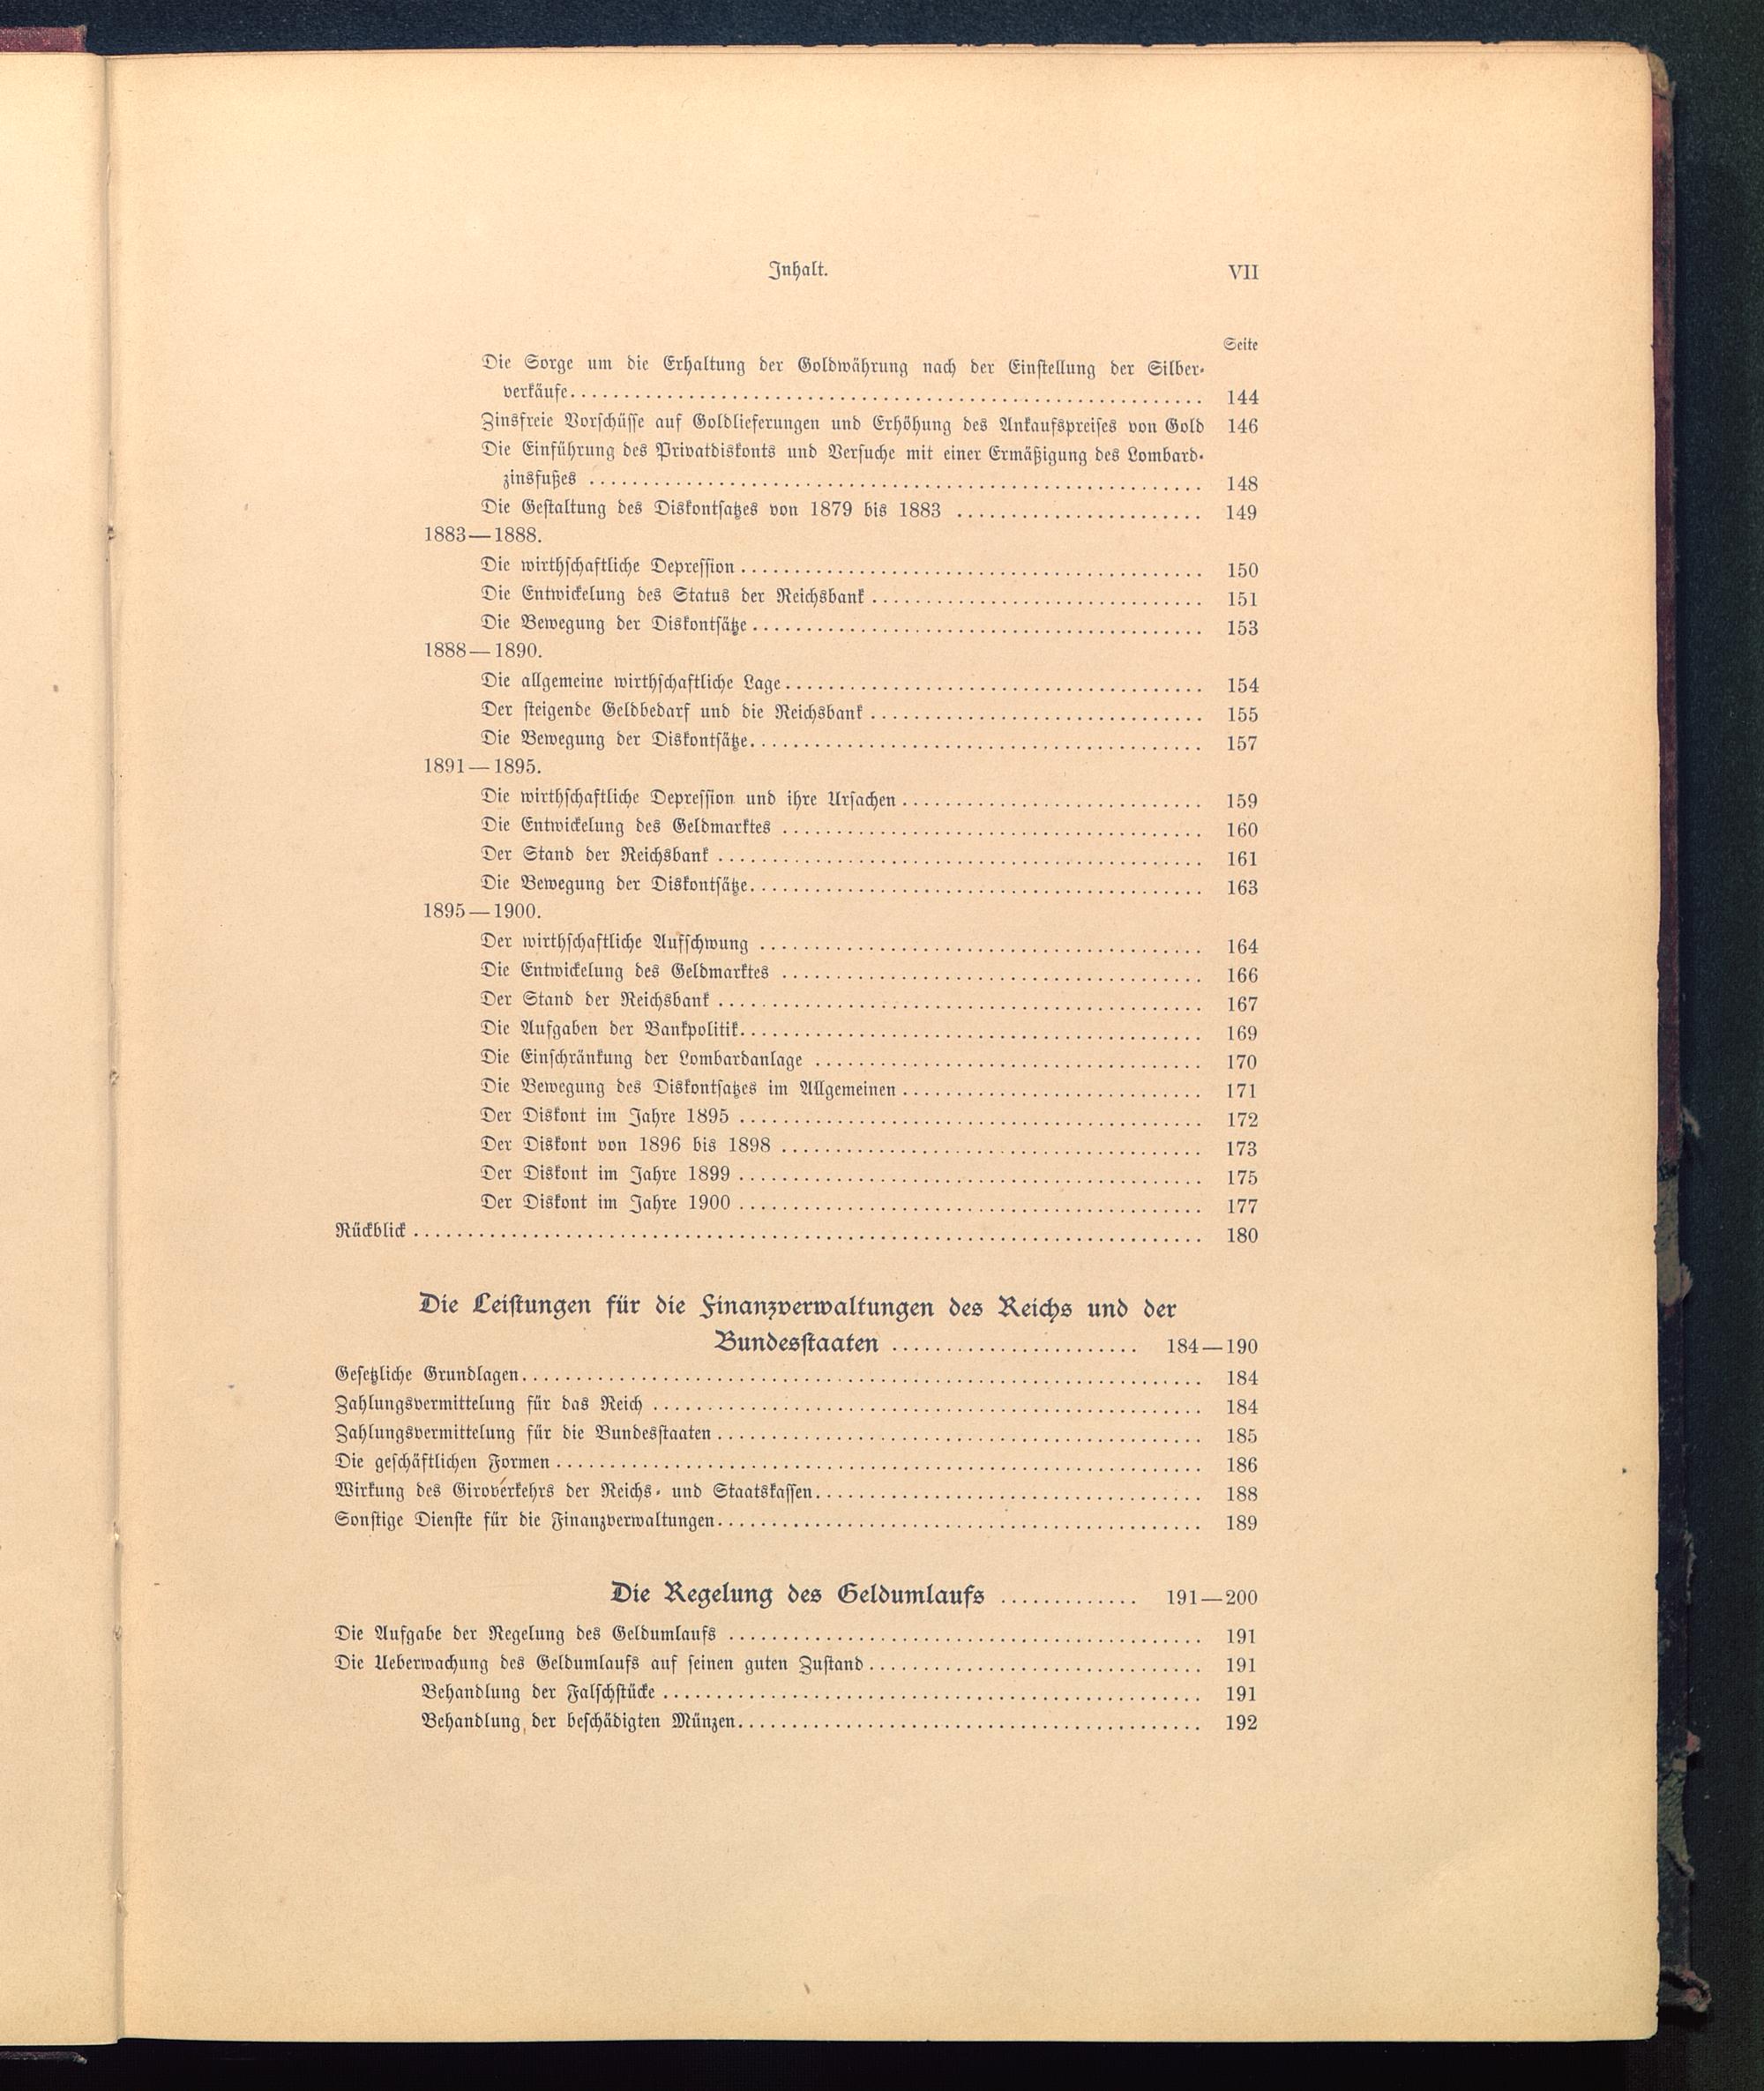 Inhalt. VII
Seite
Die Sorge um die Erhaltung der Goldwährung nach der Einstellung der Silber-
verkäufe........ 144
Zinsfreie Vorschüsse auf Goldlieferungen und Erhöhung des Ankaufspreises von Gold 146
Die Einführung des Privatdiskonts und Versuche mit einer Ermäßigung des Lombard-
zinsfußes ........ 148
Die Gestaltung des Diskontsatzes von 1879 bis 1883 ........ 149
1883—1888.
Die wirthschaftliche Depression........ 150
Die Entwickelung des Status der Reichsbank........ 151
Die Bewegung der Diskontsätze........ 153
1888—1890.
Die allgemeine wirthschaftliche Lage........ 154
Der steigende Geldbedarf und die Reichsbank........ 155
Die Bewegung der Diskontsätze........ 157
1891—1895.
Die wirthschaftliche Depression und ihre Ursachen........ 159
Die Entwickelung des Geldmarktes ........ 160
Der Stand der Reichsbank ........ 161
Die Bewegung der Diskontsätze........ 163
1895—1900.
Der wirthschaftliche Aufschwung ........ 164
Die Entwickelung des Geldmarktes ........ 166
Der Stand der Reichsbank ........ 167
Die Aufgaben der Bankpolitik........ 169
Die Einschränkung der Lombardanlage ........ 170
Die Bewegung des Diskontsatzes im Allgemeinen........ 171
Der Diskont im Jahre 1895 ........ 172
Der Diskont von 1896 bis 1898 ........ 173
Der Diskont im Jahre 1899 ........ 175
Der Diskont im Jahre 1900 ........ 177
Rückblick........ 180
Die Leistungen für die Finanzverwaltungen des Reichs und der
Bundesstaaten ........ 184—190
Gesetzliche Grundlagen........ 184
Zahlungsvermittelung für das Reich ........ 184
Zahlungsvermittelung für die Bundesstaaten........ 185
Die geschäftlichen Formen........ 186
Wirkung des Giroverkehrs der Reichs- und Staatskassen........ 188
Sonstige Dienste für die Finanzverwaltungen........ 189
Die Regelung des Geldumlaufs ........ 191—200
Die Aufgabe der Regelung des Geldumlaufs ........ 191
Die Ueberwachung des Geldumlaufs auf seinen guten Zustand........ 191
Behandlung der Falschstücke........ 191
Behandlung der beschädigten Münzen........ 192